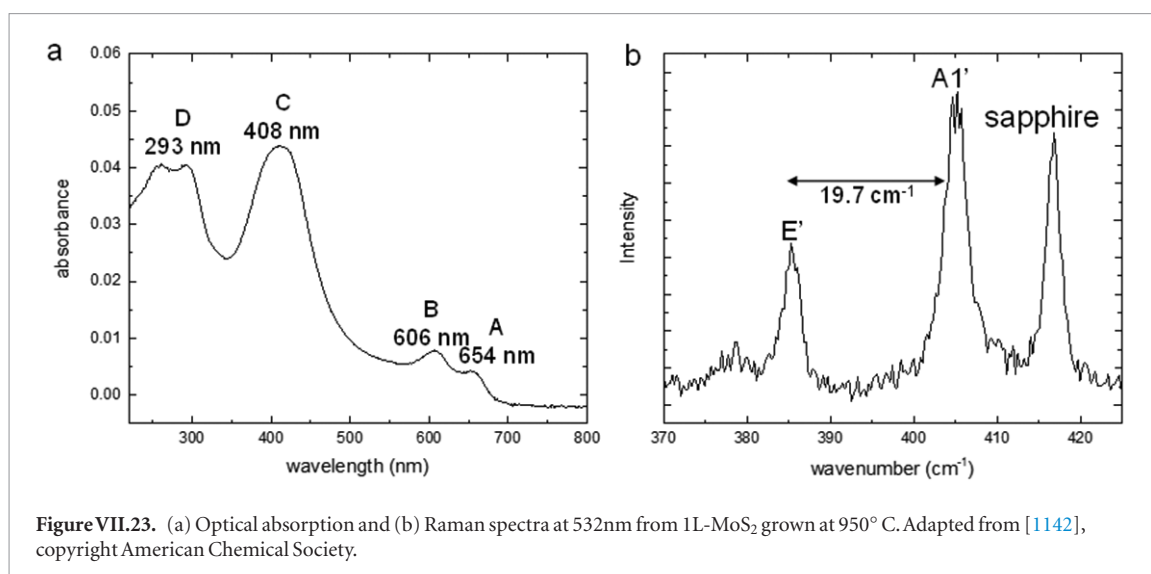 a
0.06
0.05
0.04
0.03
0.02
0.01
0.00
absorbance
D
293 nm
C
408 nm
B
606 nm
A
654 nm
300 400 500 600 700 800
wavelength (nm)
b
Intensity
E'
19.7 cm⁻¹
A1'
sapphire
370 380 390 400 410 420
wavenumber (cm⁻¹)
Figure VII.23. (a) Optical absorption and (b) Raman spectra at 532nm from 1L-MoS₂ grown at 950° C. Adapted from [1142],
copyright American Chemical Society.